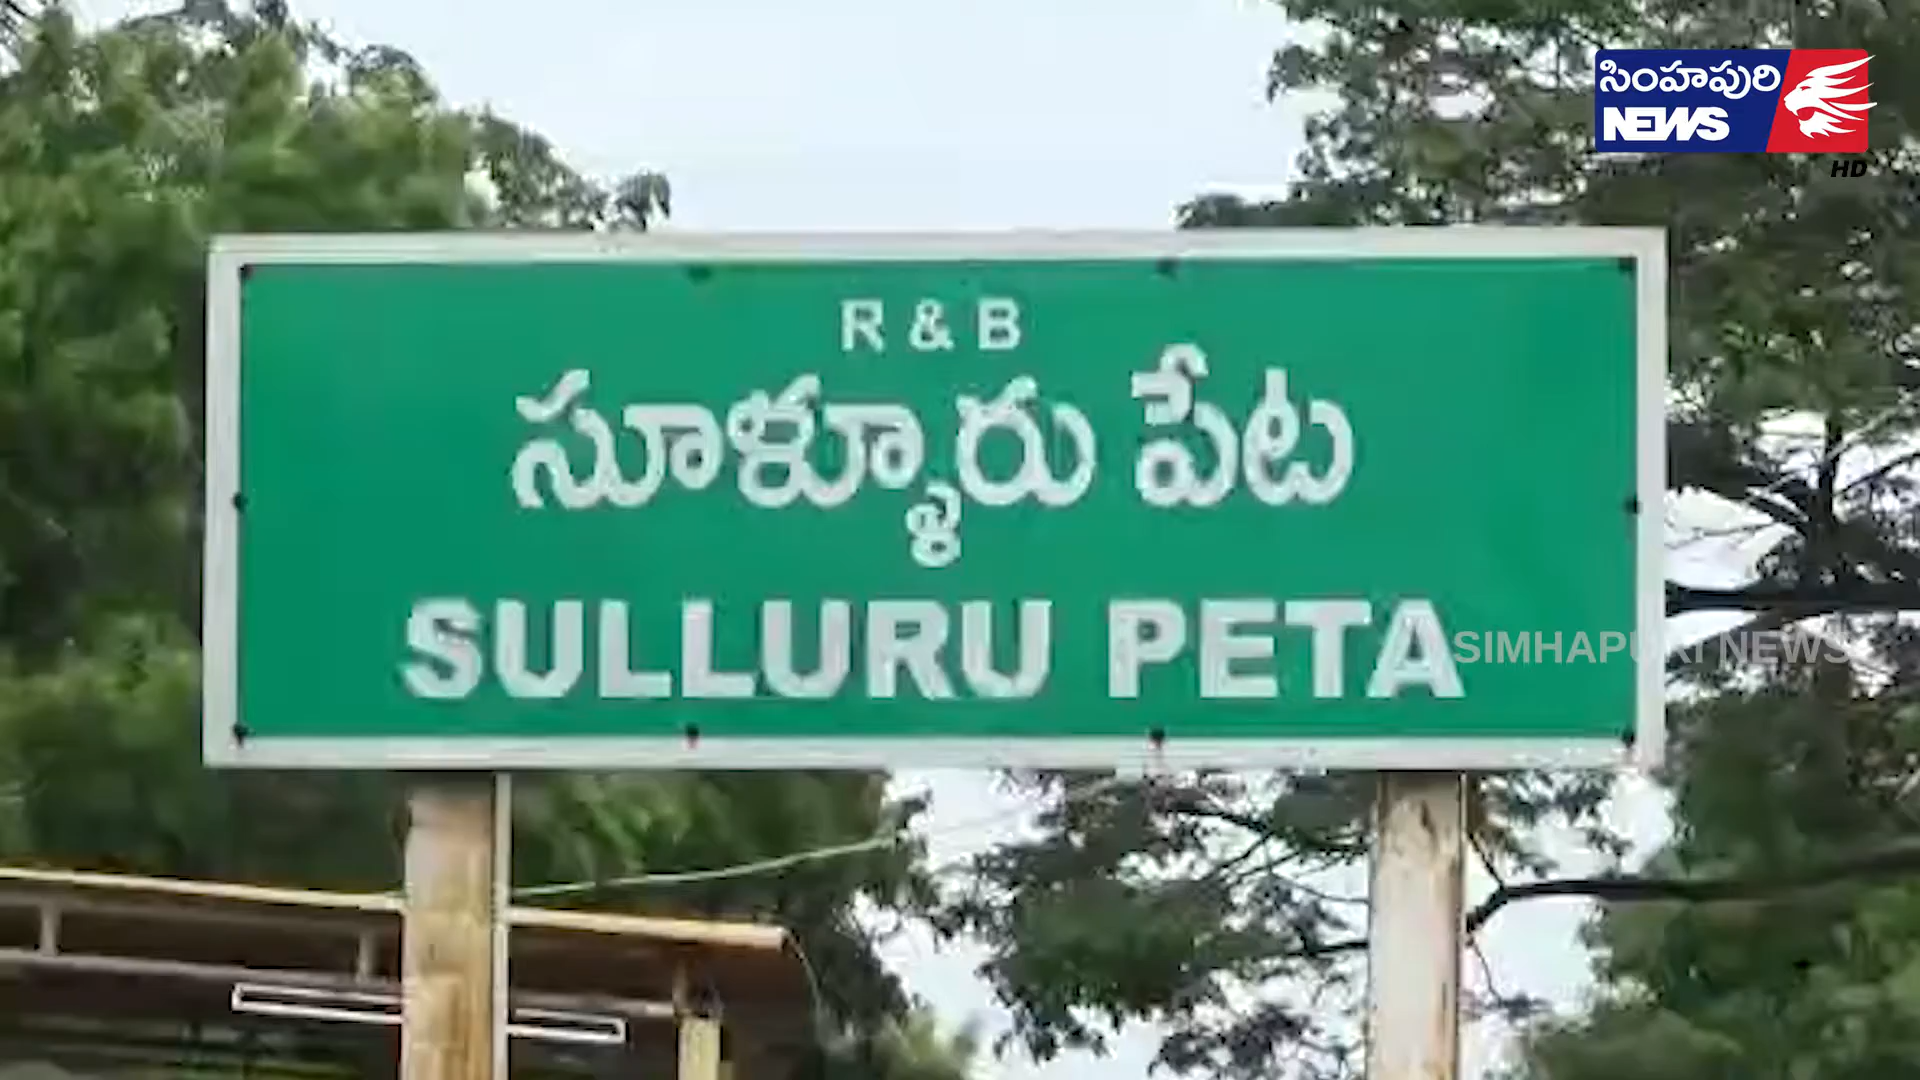 సింహపురి
NEWS
HD
R & B
సూళ్ళూరు పేట
SULLURU PETA
SIMHAPURI NEWS